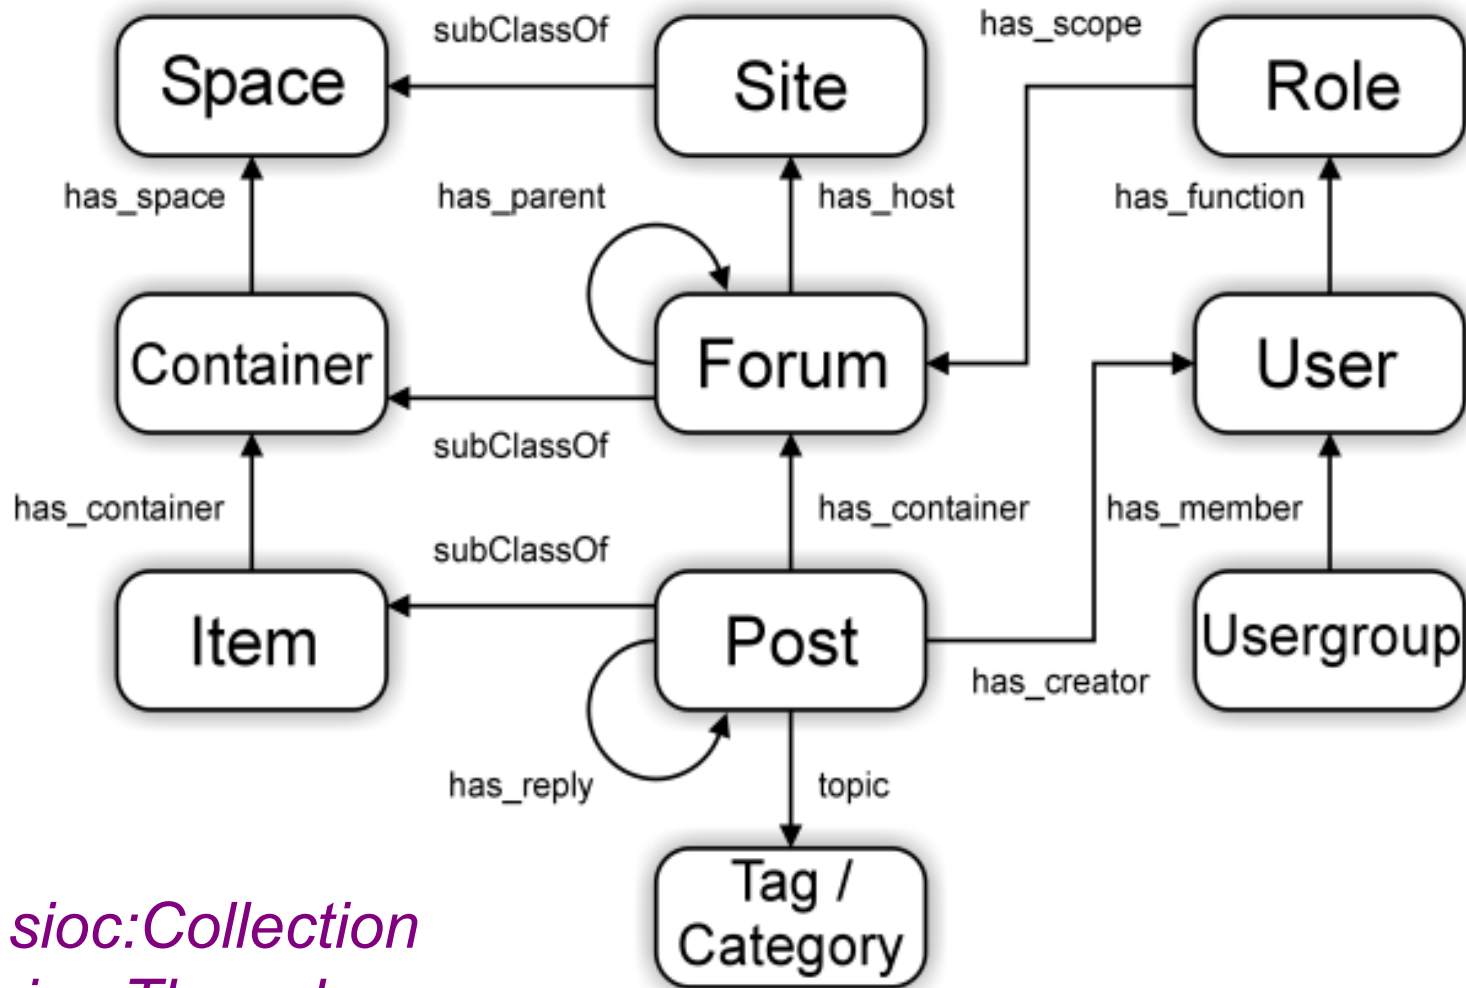 subClassOf
has_scope
Space
Site
Role
has_space
has_parent
has_host
has_function
Container
Forum
User
subClassOf
has_container
has_container
has_member
subClassOf
Item
Post
Usergroup
has_creator
has_reply
topic
Tag /
Category
sioc:Collection